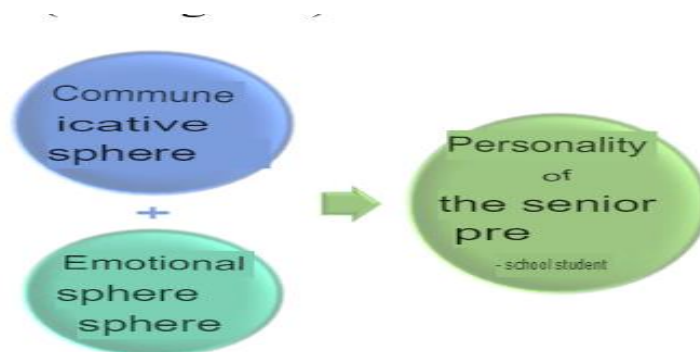 Commune
icative
sphere
+
Emotional
sphere
sphere
Personality
of
the senior
pre
- school student